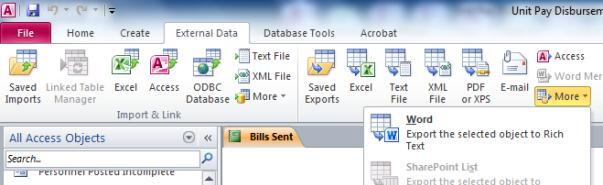 Unit Pay Disburse
File Home Create External Data Database Tools Acrobat
Saved Imports
Linked Table Manager
Excel
Access
ODBC Database
Text File
XML File
More
Import & Link
Saved Exports
Excel
Text File
XML File
PDF or XPS
E-mail
Access
Word Mer
More
Word
Export the selected object to Rich
Text
SharePoint List
Export the selected object to
All Access Objects
Search...
Personnel Posted Incomplete
Bills Sent